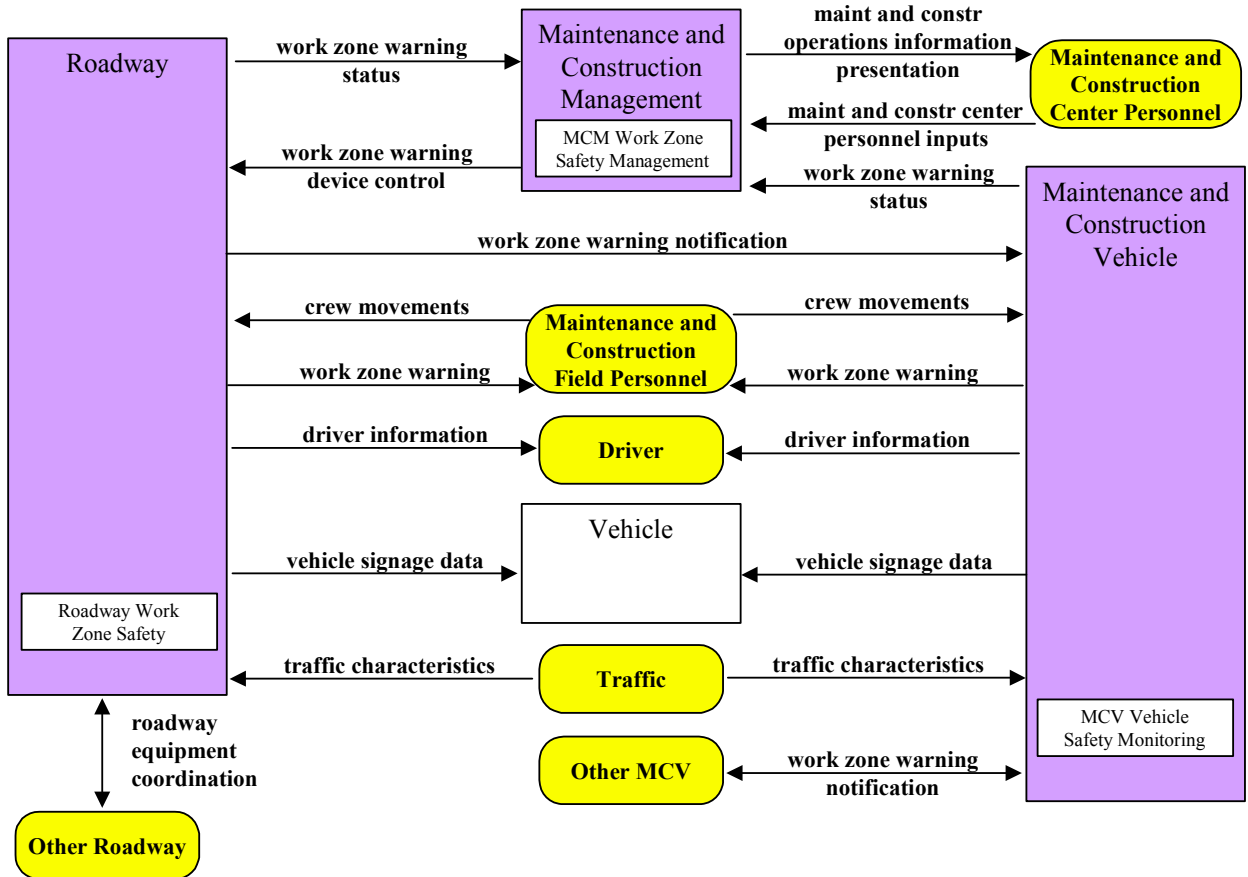 Roadway
work zone warning
status
Maintenance and
Construction
Management
MCM Work Zone
Safety Management
maint and constr
operations information
presentation
Maintenance and
Construction
Center Personnel
maint and constr center
personnel inputs
work zone warning
device control
work zone warning
status
Maintenance and
Construction
Vehicle
work zone warning notification
crew movements
crew movements
Maintenance and
Construction
Field Personnel
work zone warning
work zone warning
driver information
Driver
driver information
Vehicle
vehicle signage data
vehicle signage data
Roadway Work
Zone Safety
traffic characteristics
Traffic
traffic characteristics
MCV Vehicle
Safety Monitoring
roadway
equipment
coordination
Other MCV
work zone warning
notification
Other Roadway